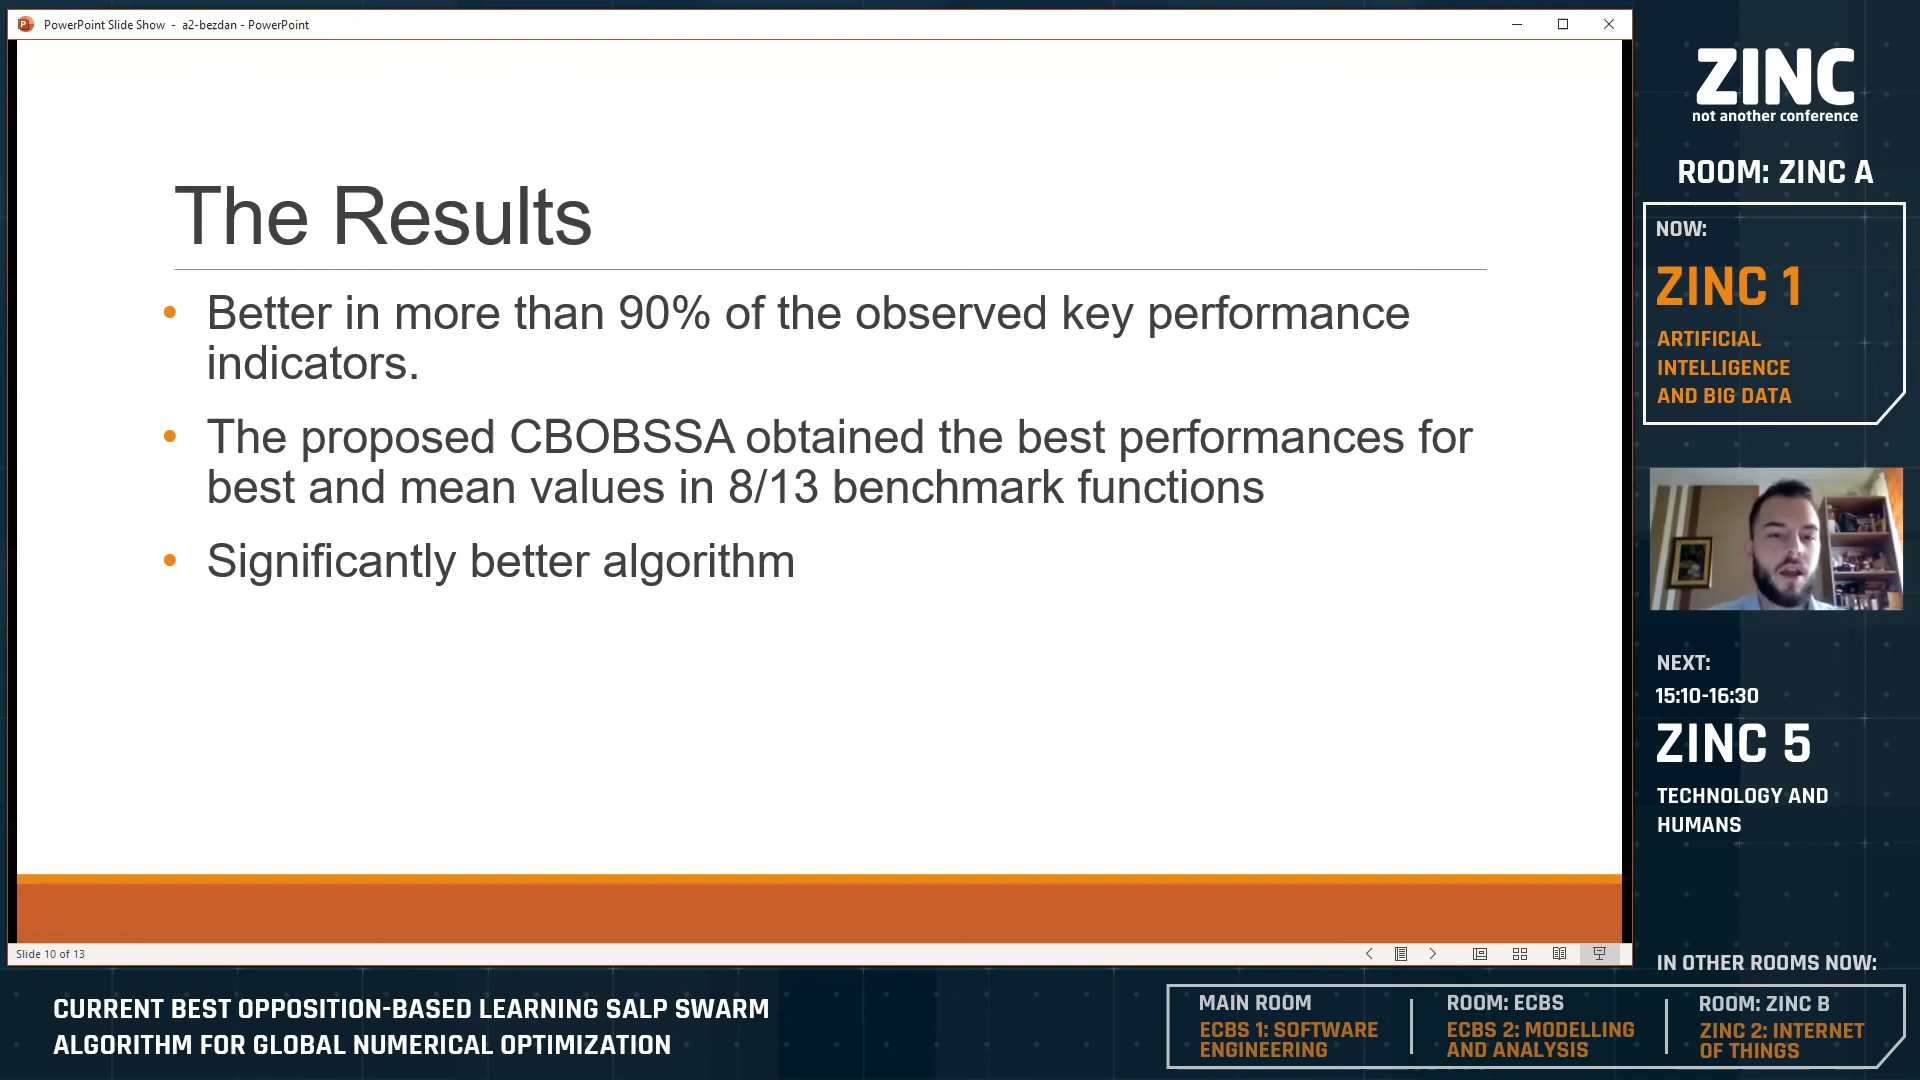 PowerPoint Slide Show - a2-bezdan - PowerPoint
The Results
• Better in more than 90% of the observed key performance
indicators.
• The proposed CBOBSSA obtained the best performances for
best and mean values in 8/13 benchmark functions
• Significantly better algorithm
Slide 10 of 13
ZINC
not another conference
ROOM: ZINC A
NOW:
ZINC 1
ARTIFICIAL
INTELLIGENCE
AND BIG DATA
NEXT:
15:10-16:30
ZINC 5
TECHNOLOGY AND
HUMANS
IN OTHER ROOMS NOW:
CURRENT BEST OPPOSITION-BASED LEARNING SALP SWARM
ALGORITHM FOR GLOBAL NUMERICAL OPTIMIZATION
MAIN ROOM
ECBS 1: SOFTWARE
ENGINEERING
ROOM: ECBS
ECBS 2: MODELLING
AND ANALYSIS
ROOM: ZINC B
ZINC 2: INTERNET
OF THINGS